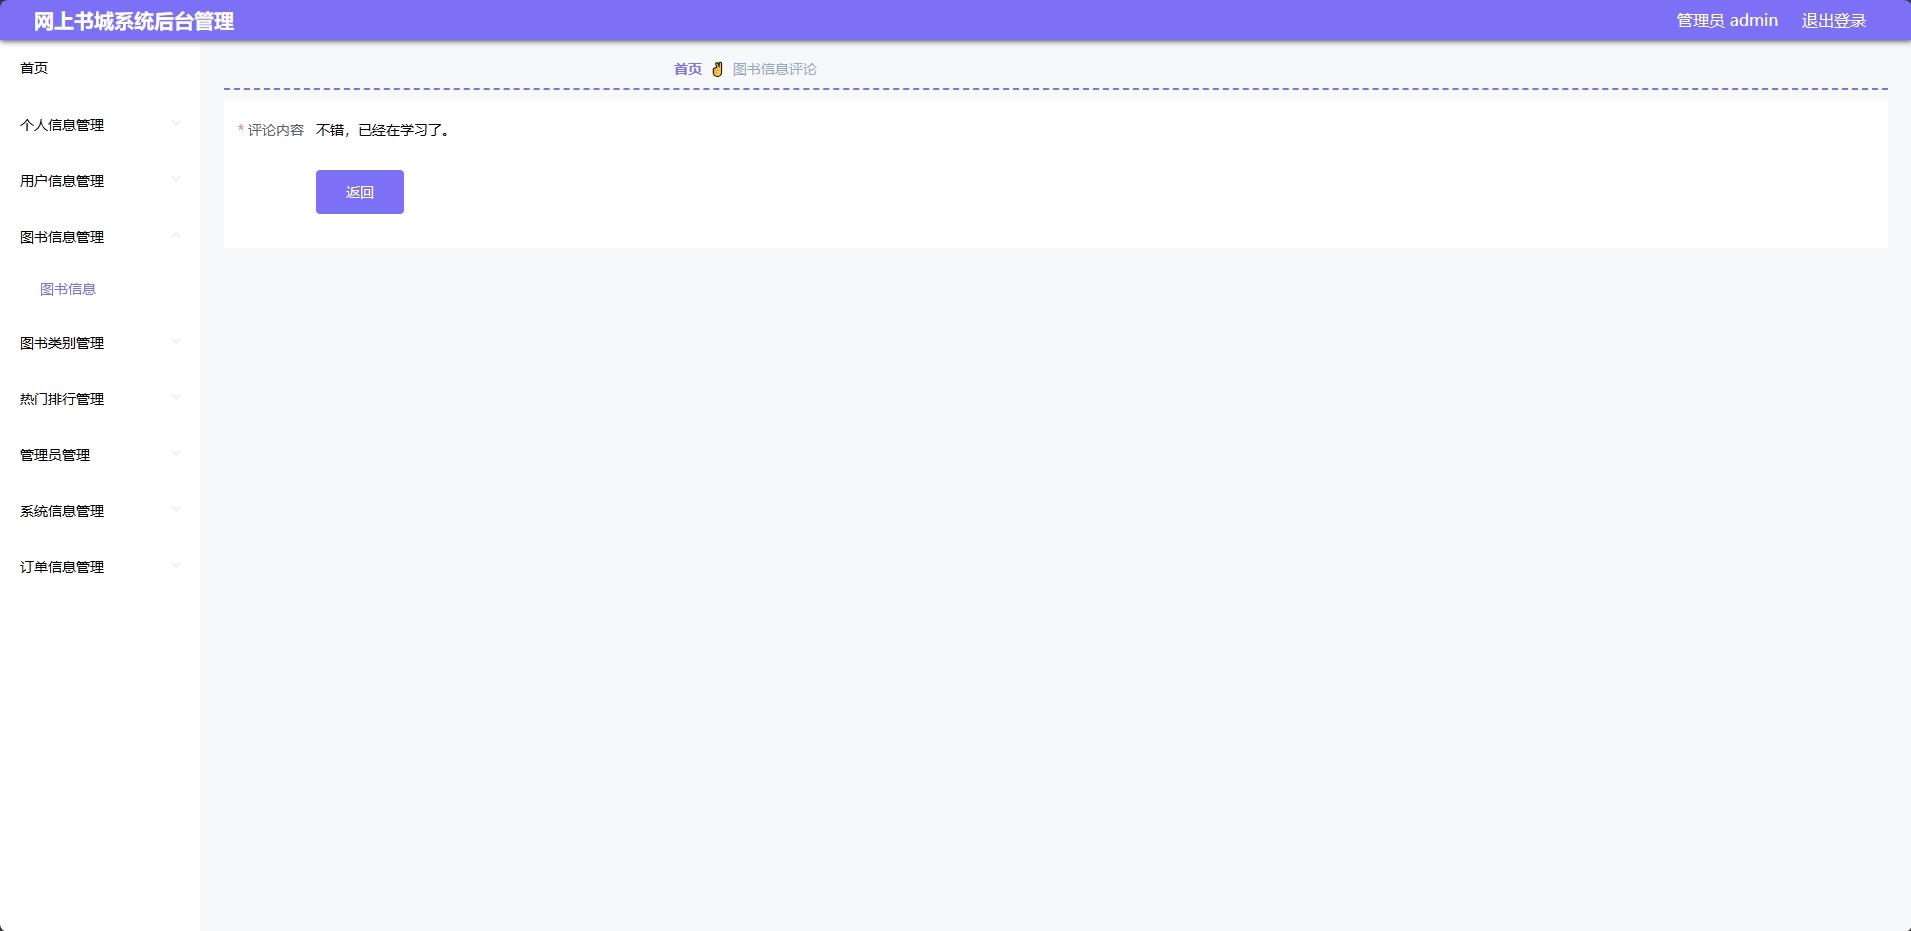 网上书城系统后台管理
管理员 admin 退出登录
首页
个人信息管理
用户信息管理
图书信息管理
图书信息
图书类别管理
热门排行管理
管理员管理
系统信息管理
订单信息管理
首页 ✌ 图书信息评论
* 评论内容 不错，已经在学习了。
返回